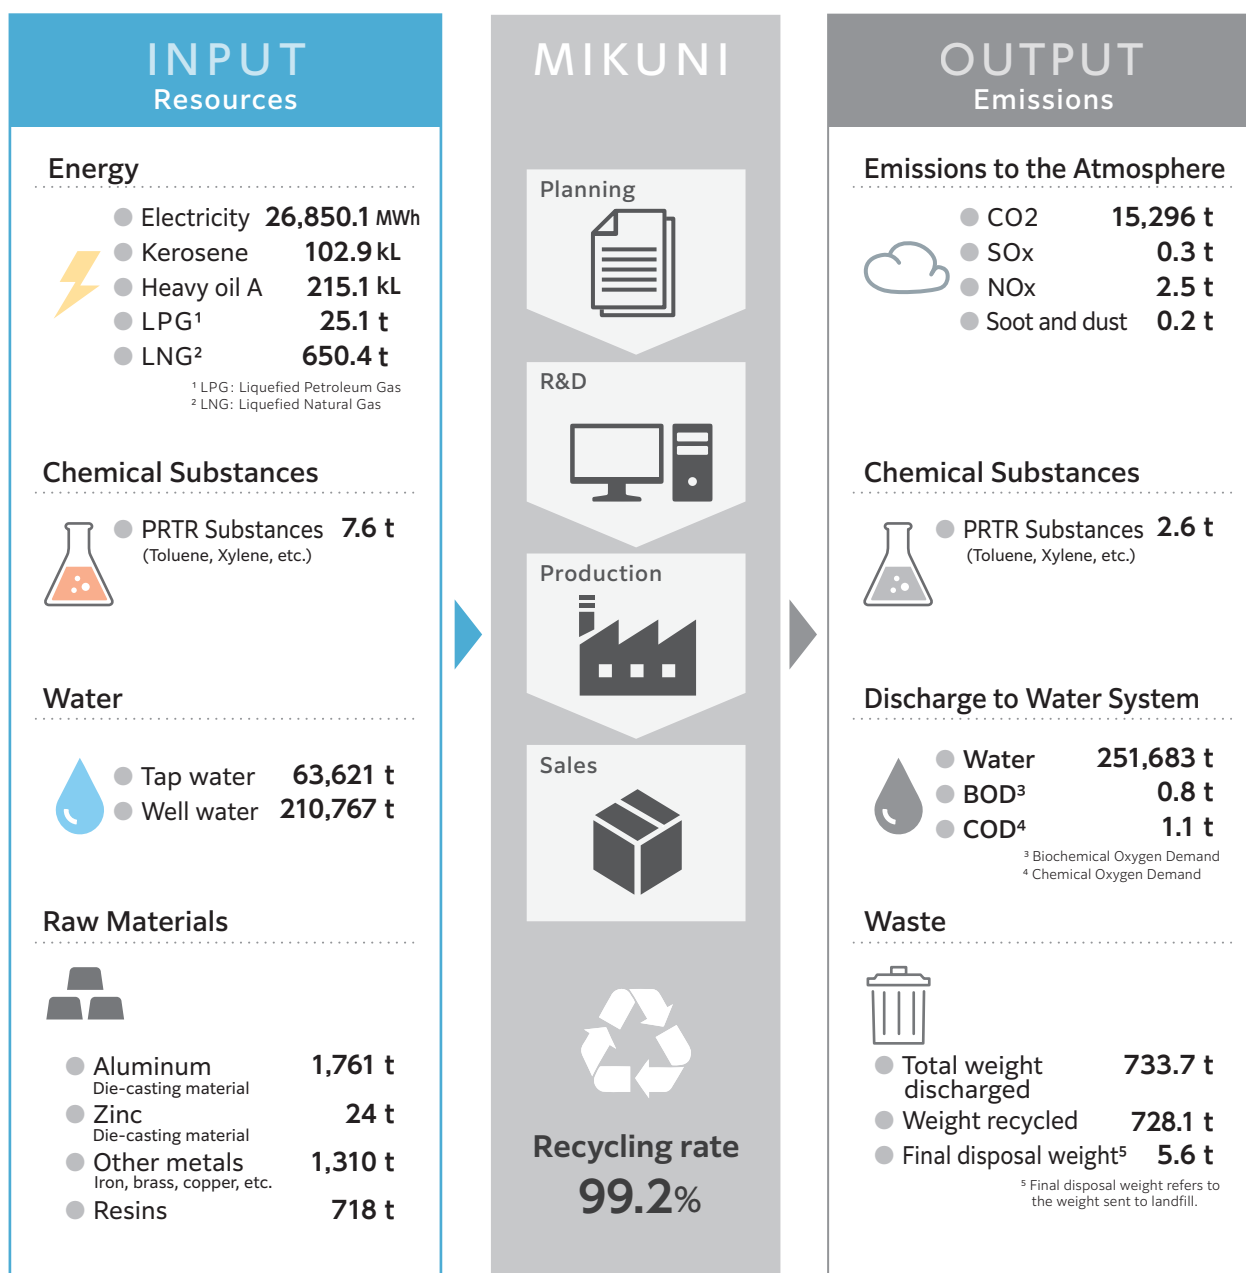 INPUT
Resources
Energy
Electricity 26,850.1 MWh
Kerosene 102.9 kL
Heavy oil A 215.1 kL
LPG¹ 25.1 t
LNG² 650.4 t
¹ LPG: Liquefied Petroleum Gas
² LNG: Liquefied Natural Gas
Chemical Substances
PRTR Substances 7.6 t
(Toluene, Xylene, etc.)
Water
Tap water 63,621 t
Well water 210,767 t
Raw Materials
Aluminum 1,761 t
Die-casting material
Zinc 24 t
Die-casting material
Other metals 1,310 t
Iron, brass, copper, etc.
Resins 718 t
MIKUNI
Planning
R&D
Production
Sales
Recycling rate
99.2%
OUTPUT
Emissions
Emissions to the Atmosphere
CO2 15,296 t
SOx 0.3 t
NOx 2.5 t
Soot and dust 0.2 t
Chemical Substances
PRTR Substances 2.6 t
(Toluene, Xylene, etc.)
Discharge to Water System
Water 251,683 t
BOD³ 0.8 t
COD⁴ 1.1 t
³ Biochemical Oxygen Demand
⁴ Chemical Oxygen Demand
Waste
Total weight 733.7 t
discharged
Weight recycled 728.1 t
Final disposal weight⁵ 5.6 t
⁵ Final disposal weight refers to
the weight sent to landfill.